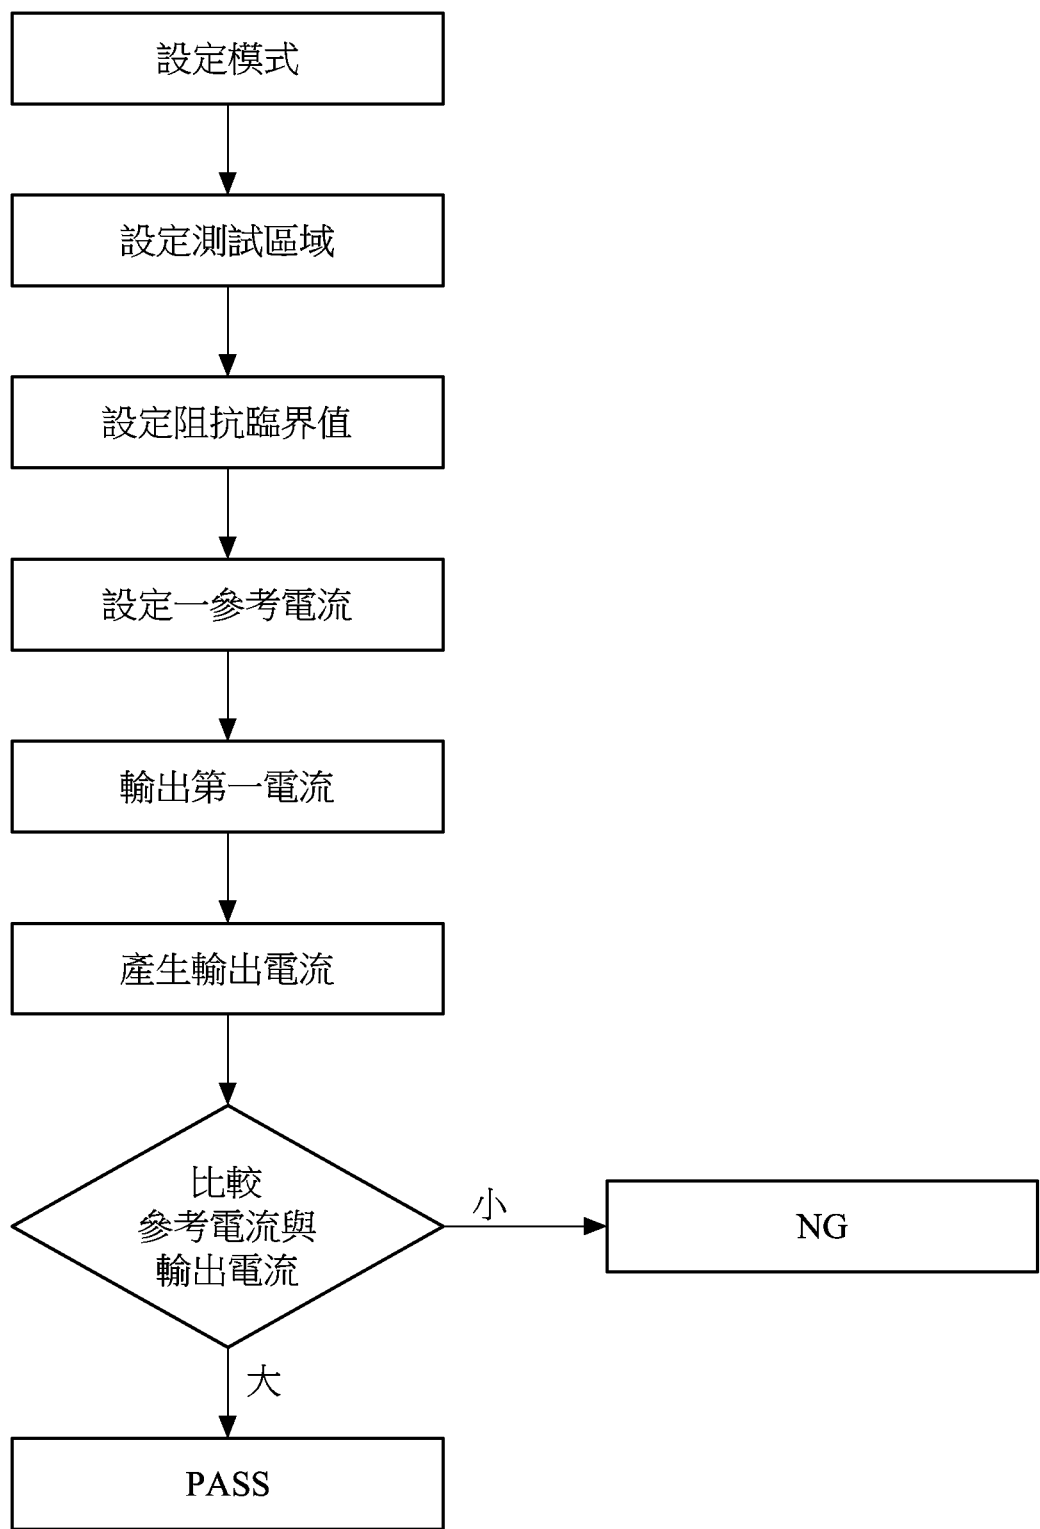 設定模式
設定測試區域
設定阻抗臨界值
設定一參考電流
輸出第一電流
產生輸出電流
比較
參考電流與
輸出電流
小
NG
大
PASS